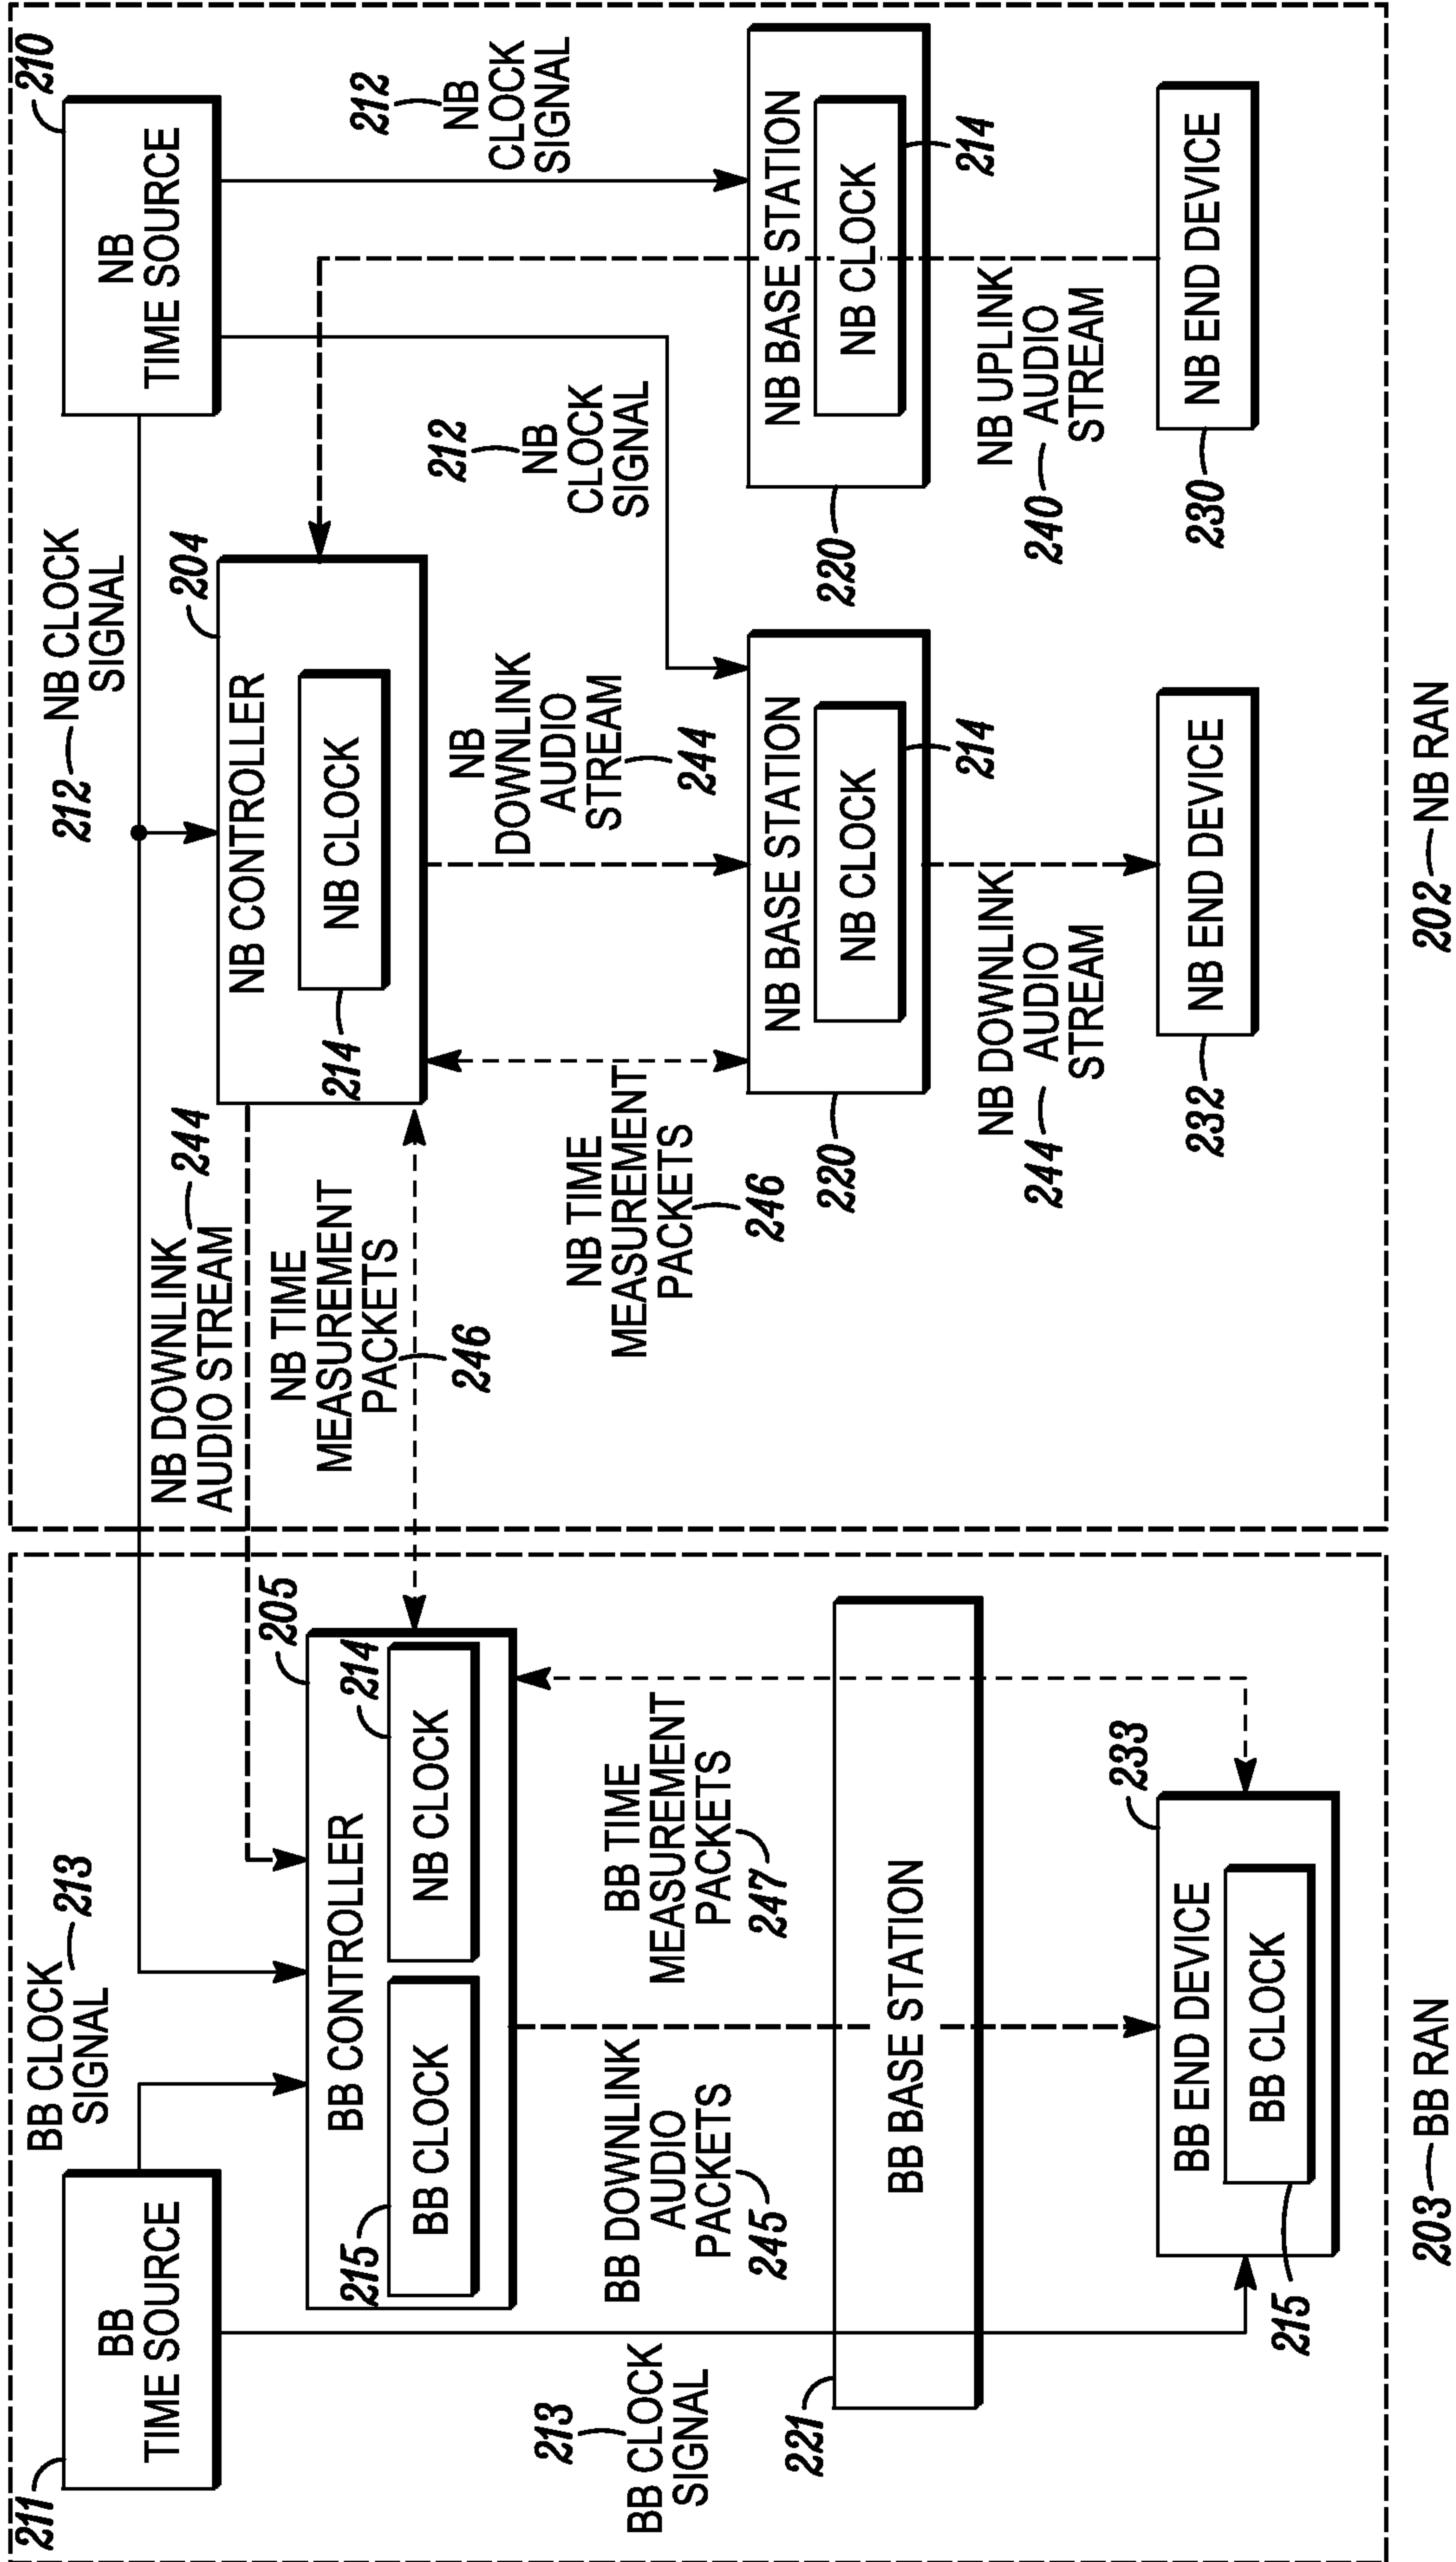 211
BB
TIME SOURCE
BB CLOCK
SIGNAL
213
NB DOWNLINK
AUDIO STREAM
244
212
NB CLOCK
SIGNAL
NB
TIME SOURCE
210
205
BB CONTROLLER
215
BB CLOCK
214
NB CLOCK
NB TIME
MEASUREMENT
PACKETS
246
204
NB CONTROLLER
214
NB CLOCK
212
NB
CLOCK
SIGNAL
212
NB
CLOCK
SIGNAL
213
BB CLOCK
SIGNAL
BB DOWNLINK
AUDIO
PACKETS
245
BB TIME
MEASUREMENT
PACKETS
247
NB TIME
MEASUREMENT
PACKETS
246
NB
DOWNLINK
AUDIO
STREAM
244
221
BB BASE STATION
220
NB BASE STATION
NB CLOCK
214
220
NB BASE STATION
NB CLOCK
214
NB DOWNLINK
AUDIO
STREAM
244
NB UPLINK
AUDIO
STREAM
240
233
BB END DEVICE
BB CLOCK
215
232
NB END DEVICE
230
NB END DEVICE
203
BB RAN
202
NB RAN